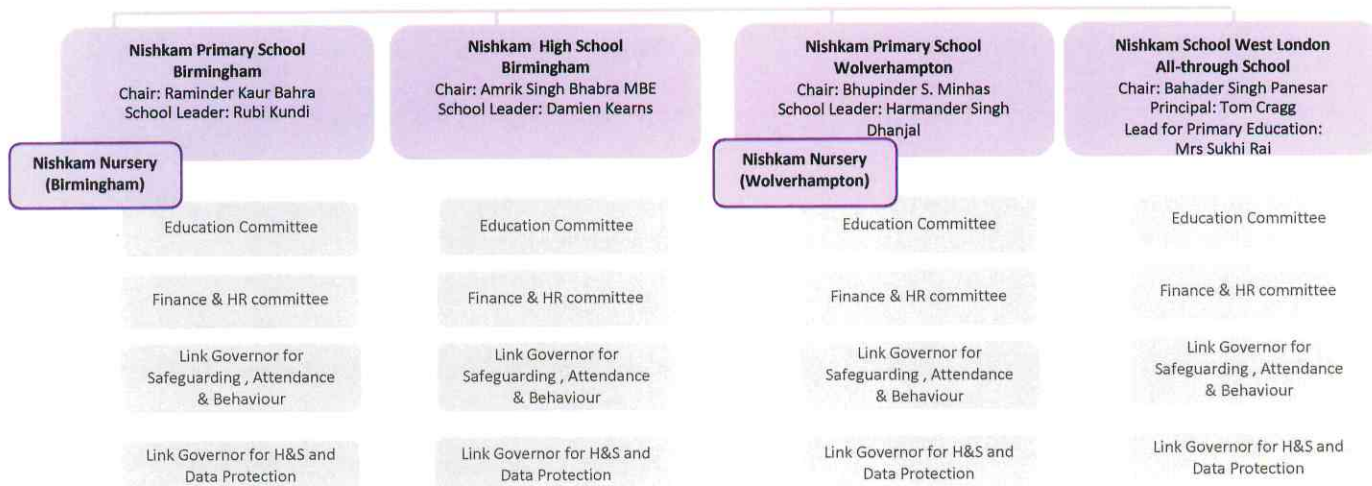 Nishkam Primary School
Birmingham
Chair: Raminder Kaur Bahra
School Leader: Rubi Kundi
Nishkam Nursery
(Birmingham)
Education Committee
Finance & HR committee
Link Governor for
Safeguarding , Attendance
& Behaviour
Link Governor for H&S and
Data Protection
Nishkam High School
Birmingham
Chair: Amrik Singh Bhabra MBE
School Leader: Damien Kearns
Education Committee
Finance & HR committee
Link Governor for
Safeguarding , Attendance
& Behaviour
Link Governor for H&S and
Data Protection
Nishkam Primary School
Wolverhampton
Chair: Bhupinder S. Minhas
School Leader: Harmander Singh
Dhanjal
Nishkam Nursery
(Wolverhampton)
Education Committee
Finance & HR committee
Link Governor for
Safeguarding , Attendance
& Behaviour
Link Governor for H&S and
Data Protection
Nishkam School West London
All-through School
Chair: Bahader Singh Panesar
Principal: Tom Cragg
Lead for Primary Education:
Mrs Sukhi Rai
Education Committee
Finance & HR committee
Link Governor for
Safeguarding , Attendance
& Behaviour
Link Governor for H&S and
Data Protection